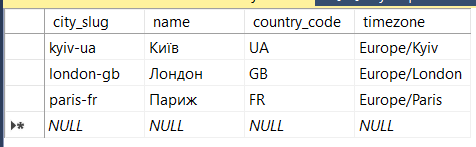 city_slug name country_code timezone
kyiv-ua Київ UA Europe/Kyiv
london-gb Лондон GB Europe/London
paris-fr Париж FR Europe/Paris
NULL NULL NULL NULL